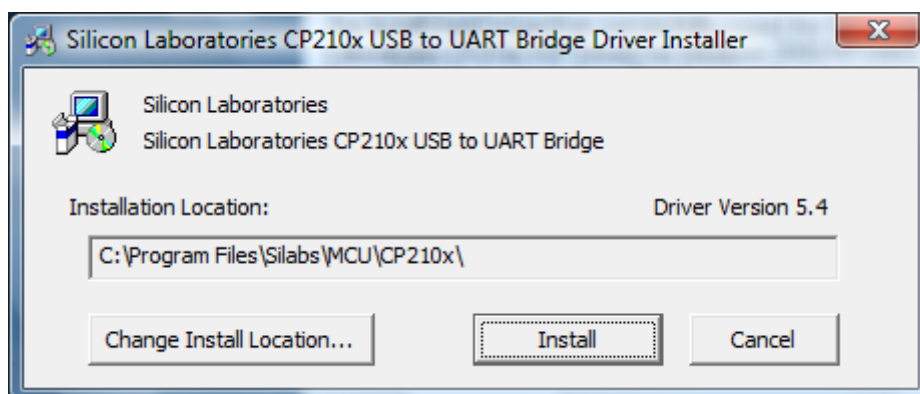 Silicon Laboratories CP210x USB to UART Bridge Driver Installer
Silicon Laboratories
Silicon Laboratories CP210x USB to UART Bridge
Installation Location:
Driver Version 5.4
C:\Program Files\Silabs\MCU\CP210x\
Change Install Location...
Install
Cancel